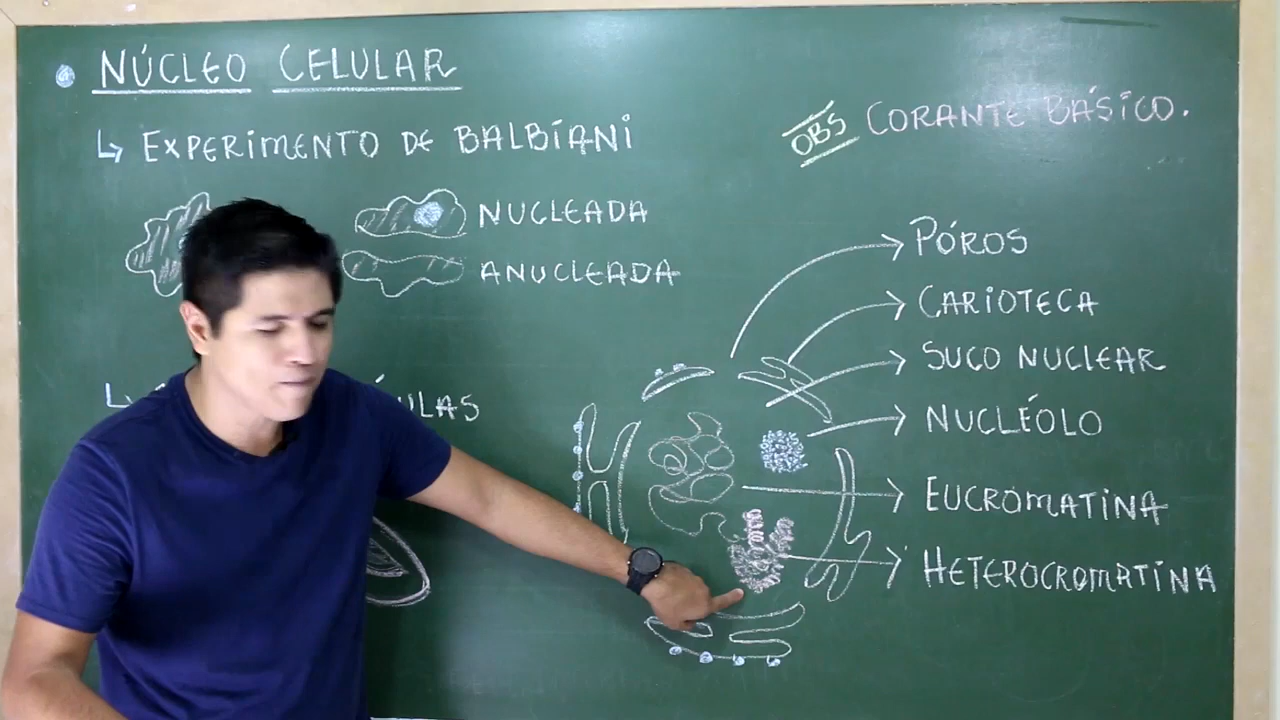 NÚCLEO CELULAR
↳ EXPERIMENTO DE BALBIANI
OBS CORANTE BÁSICO.
NUCLEADA
ANUCLEADA
PÓROS
CARIOTECA
SUCO NUCLEAR
NUCLÉOLO
EUCROMATINA
HETEROCROMATINA